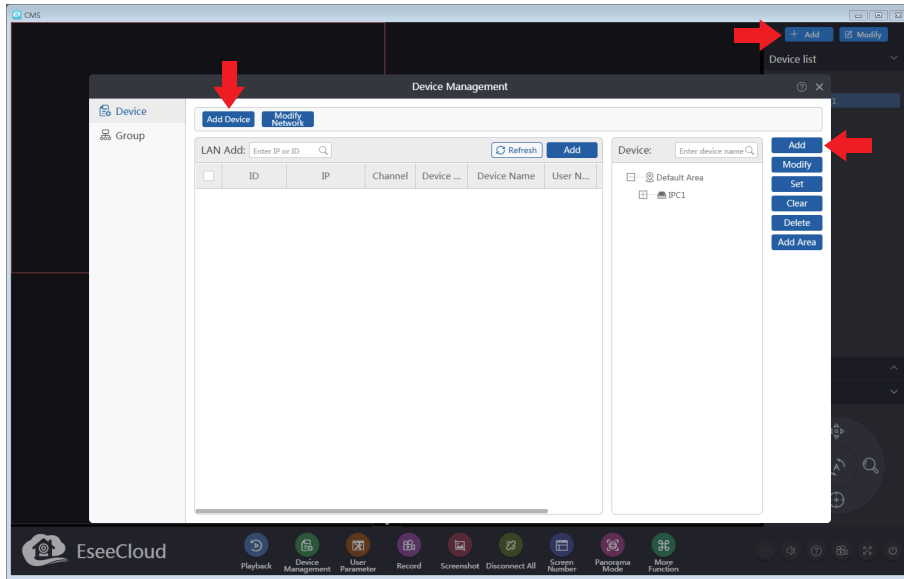 CMS
+ Add Modify
Device list
1
Device Management
Device
Group
Add Device Modify Network
LAN Add: Enter IP or ID Refresh Add
ID IP Channel Device ... Device Name User N...
Device: Enter device name
Default Area
IPC1
Add
Modify
Set
Clear
Delete
Add Area
EseeCloud
Playback
Device Management
User Parameter
Record
Screenshot
Disconnect All
Screen Number
Panorama Mode
More Function